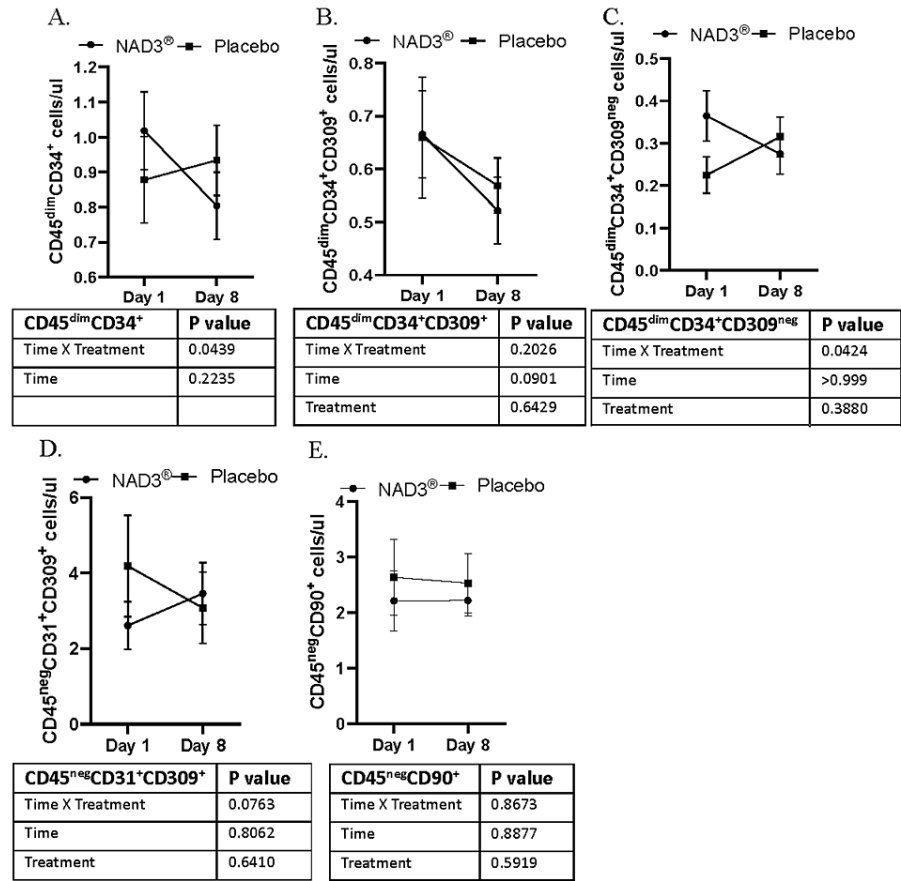 A.
NAD3® Placebo
CD45dimCD34+ cells/ul
1.2
1.0
0.8
0.6
Day 1 Day 8
CD45dimCD34+ P value
Time X Treatment 0.0439
Time 0.2235
B.
NAD3® Placebo
CD45dimCD34+CD309+ cells/ul
0.8
0.7
0.6
0.5
0.4
Day 1 Day 8
CD45dimCD34+CD309+ P value
Time X Treatment 0.2026
Time 0.0901
Treatment 0.6429
C.
NAD3® Placebo
CD45dimCD34+CD309neg cells/ul
0.5
0.4
0.3
0.2
0.1
0.0
Day 1 Day 8
CD45dimCD34+CD309neg P value
Time X Treatment 0.0424
Time >0.999
Treatment 0.3880
D.
NAD3® Placebo
CD45negCD31+CD309+ cells/ul
6
4
2
0
Day 1 Day 8
CD45negCD31+CD309+ P value
Time X Treatment 0.0763
Time 0.8062
Treatment 0.6410
E.
NAD3® Placebo
CD45negCD90+ cells/ul
4
3
2
1
0
Day 1 Day 8
CD45negCD90+ P value
Time X Treatment 0.8673
Time 0.8877
Treatment 0.5919